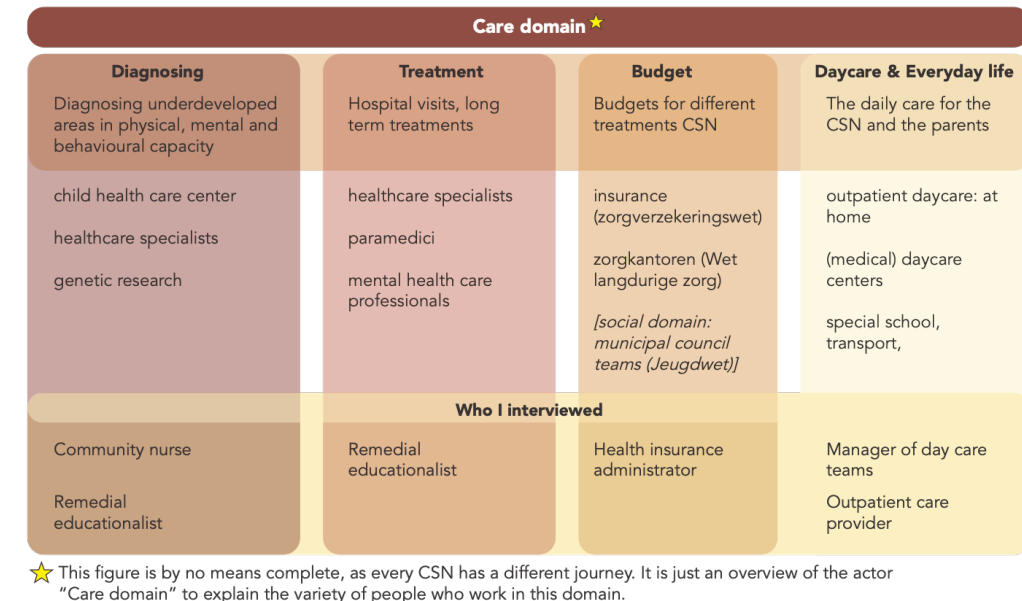 Care domain
Diagnosing
Diagnosing underdeveloped
areas in physical, mental and
behavioural capacity
child health care center
healthcare specialists
genetic research
Treatment
Hospital visits, long
term treatments
healthcare specialists
paramedici
mental health care
professionals
Budget
Budgets for different
treatments CSN
insurance
(zorgverzekeringswet)
zorgkantoren (Wet
langdurige zorg)
[social domain:
municipal council
teams (Jeugdwet)]
Daycare & Everyday life
The daily care for the
CSN and the parents
outpatient daycare: at
home
(medical) daycare
centers
special school,
transport,
Who I interviewed
Community nurse
Remedial
educationalist
Remedial
educationalist
Health insurance
administrator
Manager of day care
teams
Outpatient care
provider
This figure is by no means complete, as every CSN has a different journey. It is just an overview of the actor
“Care domain” to explain the variety of people who work in this domain.